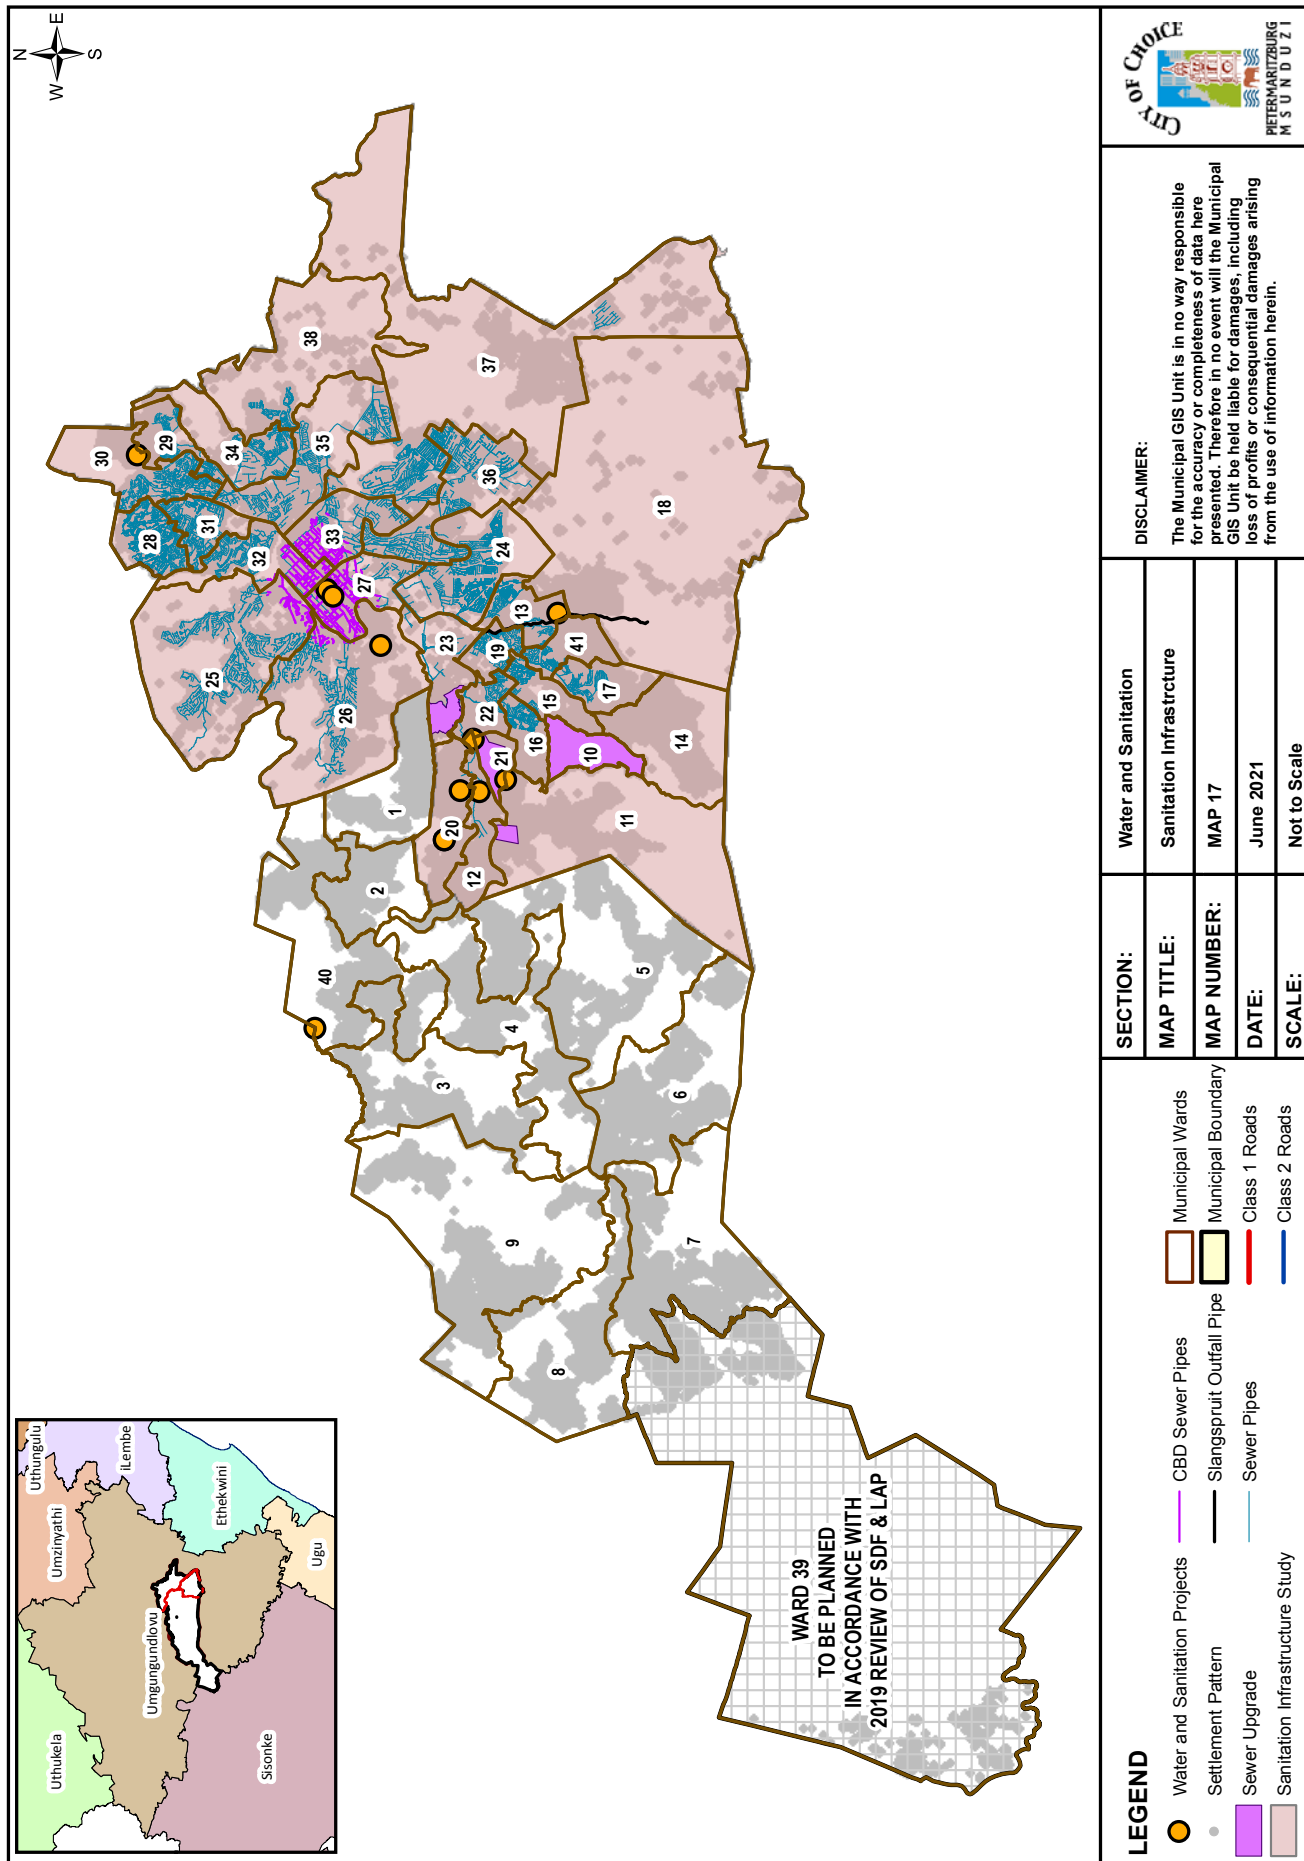 N
W
E
S
Uthungulu
Umzinyathi
iLembe
Uthukela
Umgungundlovu
Ethekwini
Ugu
Sisonke
30
29
28
31
34
38
32
35
33
37
36
25
27
24
18
26
23
13
19
41
22
15
17
16
10
14
21
1
20
11
12
2
40
5
4
3
6
9
7
8
WARD 39
TO BE PLANNED
IN ACCORDANCE WITH
2019 REVIEW OF SDF & LAP
LEGEND
Water and Sanitation Projects
Settlement Pattern
Sewer Upgrade
Sanitation Infrastructure Study
CBD Sewer Pipes
Slangspruit Outfall Pipe
Sewer Pipes
Municipal Wards
Municipal Boundary
Class 1 Roads
Class 2 Roads
SECTION: Water and Sanitation
MAP TITLE: Sanitation Infrastrcture
MAP NUMBER: MAP 17
DATE: June 2021
SCALE: Not to Scale
DISCLAIMER:
The Municipal GIS Unit is in no way responsible
for the accuracy or completeness of data here
presented. Therefore in no event will the Municipal
GIS Unit be held liable for damages, including
loss of profits or consequential damages arising
from the use of information herein.
CITY OF CHOICE
PIETERMARITZBURG
MSUNDUZI